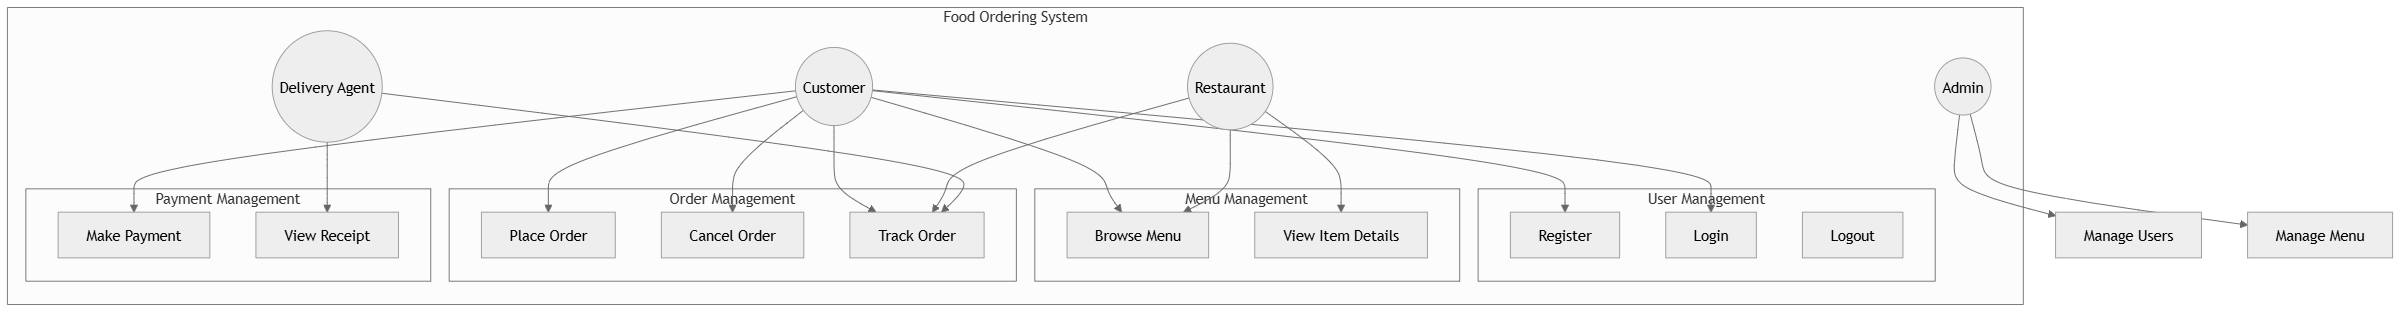 Food Ordering System
Delivery Agent
Customer
Restaurant
Admin
Payment Management
Order Management
Menu Management
User Management
Make Payment
View Receipt
Place Order
Cancel Order
Track Order
Browse Menu
View Item Details
Register
Login
Logout
Manage Users
Manage Menu